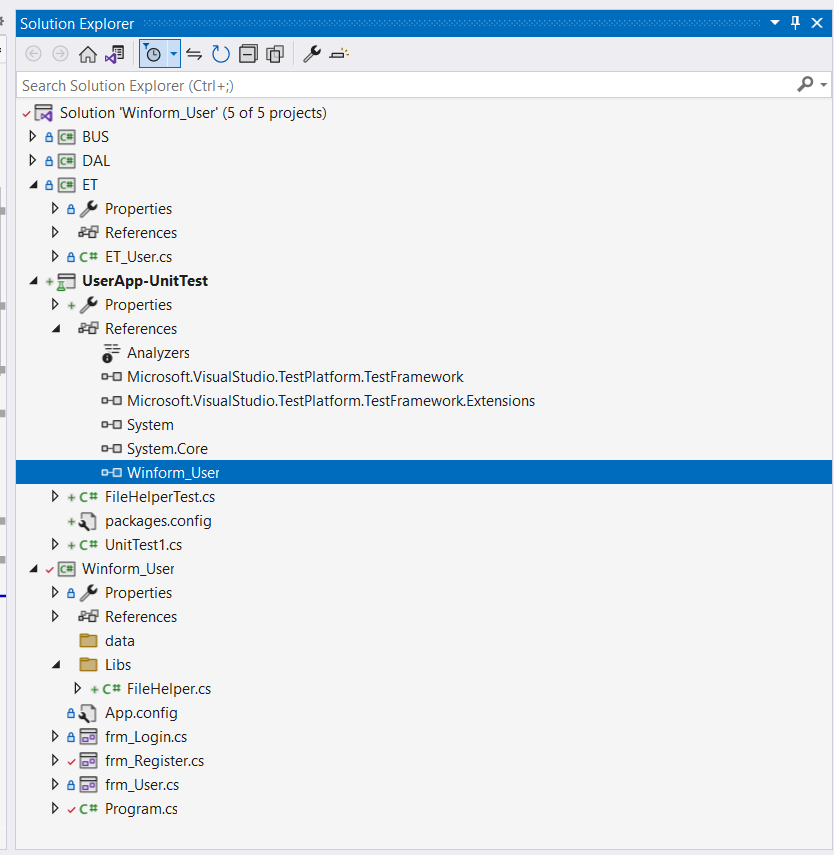 Solution Explorer
Search Solution Explorer (Ctrl+;)
Solution 'Winform_User' (5 of 5 projects)
C# BUS
C# DAL
C# ET
Properties
References
C# ET_User.cs
UserApp-UnitTest
Properties
References
Analyzers
Microsoft.VisualStudio.TestPlatform.TestFramework
Microsoft.VisualStudio.TestPlatform.TestFramework.Extensions
System
System.Core
Winform_User
C# FileHelperTest.cs
packages.config
C# UnitTest1.cs
C# Winform_User
Properties
References
data
Libs
C# FileHelper.cs
App.config
frm_Login.cs
frm_Register.cs
frm_User.cs
C# Program.cs